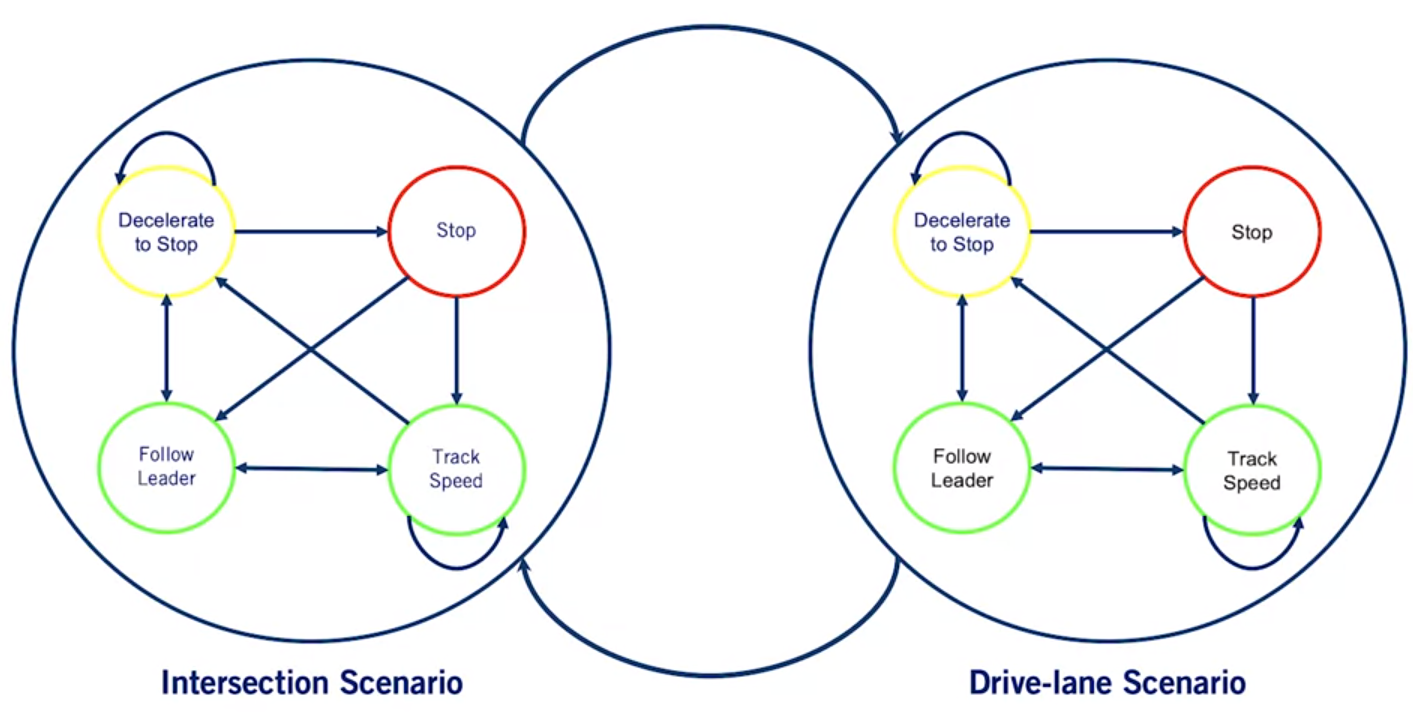 Decelerate
to Stop
Stop
Follow
Leader
Track
Speed
Intersection Scenario
Decelerate
to Stop
Stop
Follow
Leader
Track
Speed
Drive-lane Scenario